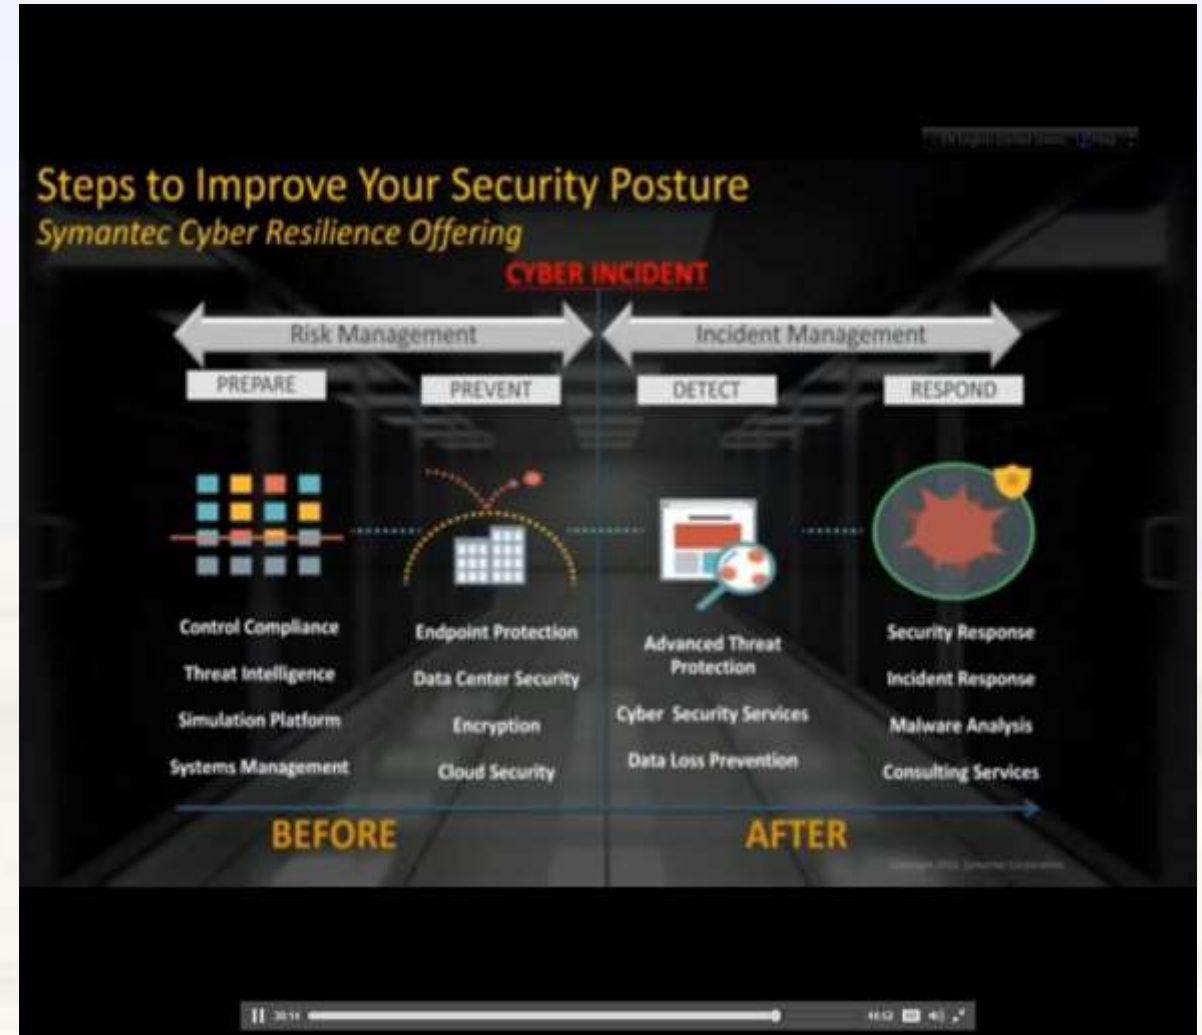 Steps to Improve Your Security Posture
Symantec Cyber Resilience Offering
CYBER INCIDENT
Risk Management
Incident Management
PREPARE
PREVENT
DETECT
RESPOND
Control Compliance
Threat Intelligence
Simulation Platform
Systems Management
Endpoint Protection
Data Center Security
Encryption
Cloud Security
Advanced Threat
Protection
Cyber Security Services
Data Loss Prevention
Security Response
Incident Response
Malware Analysis
Consulting Services
BEFORE
AFTER
Symantec Corporation